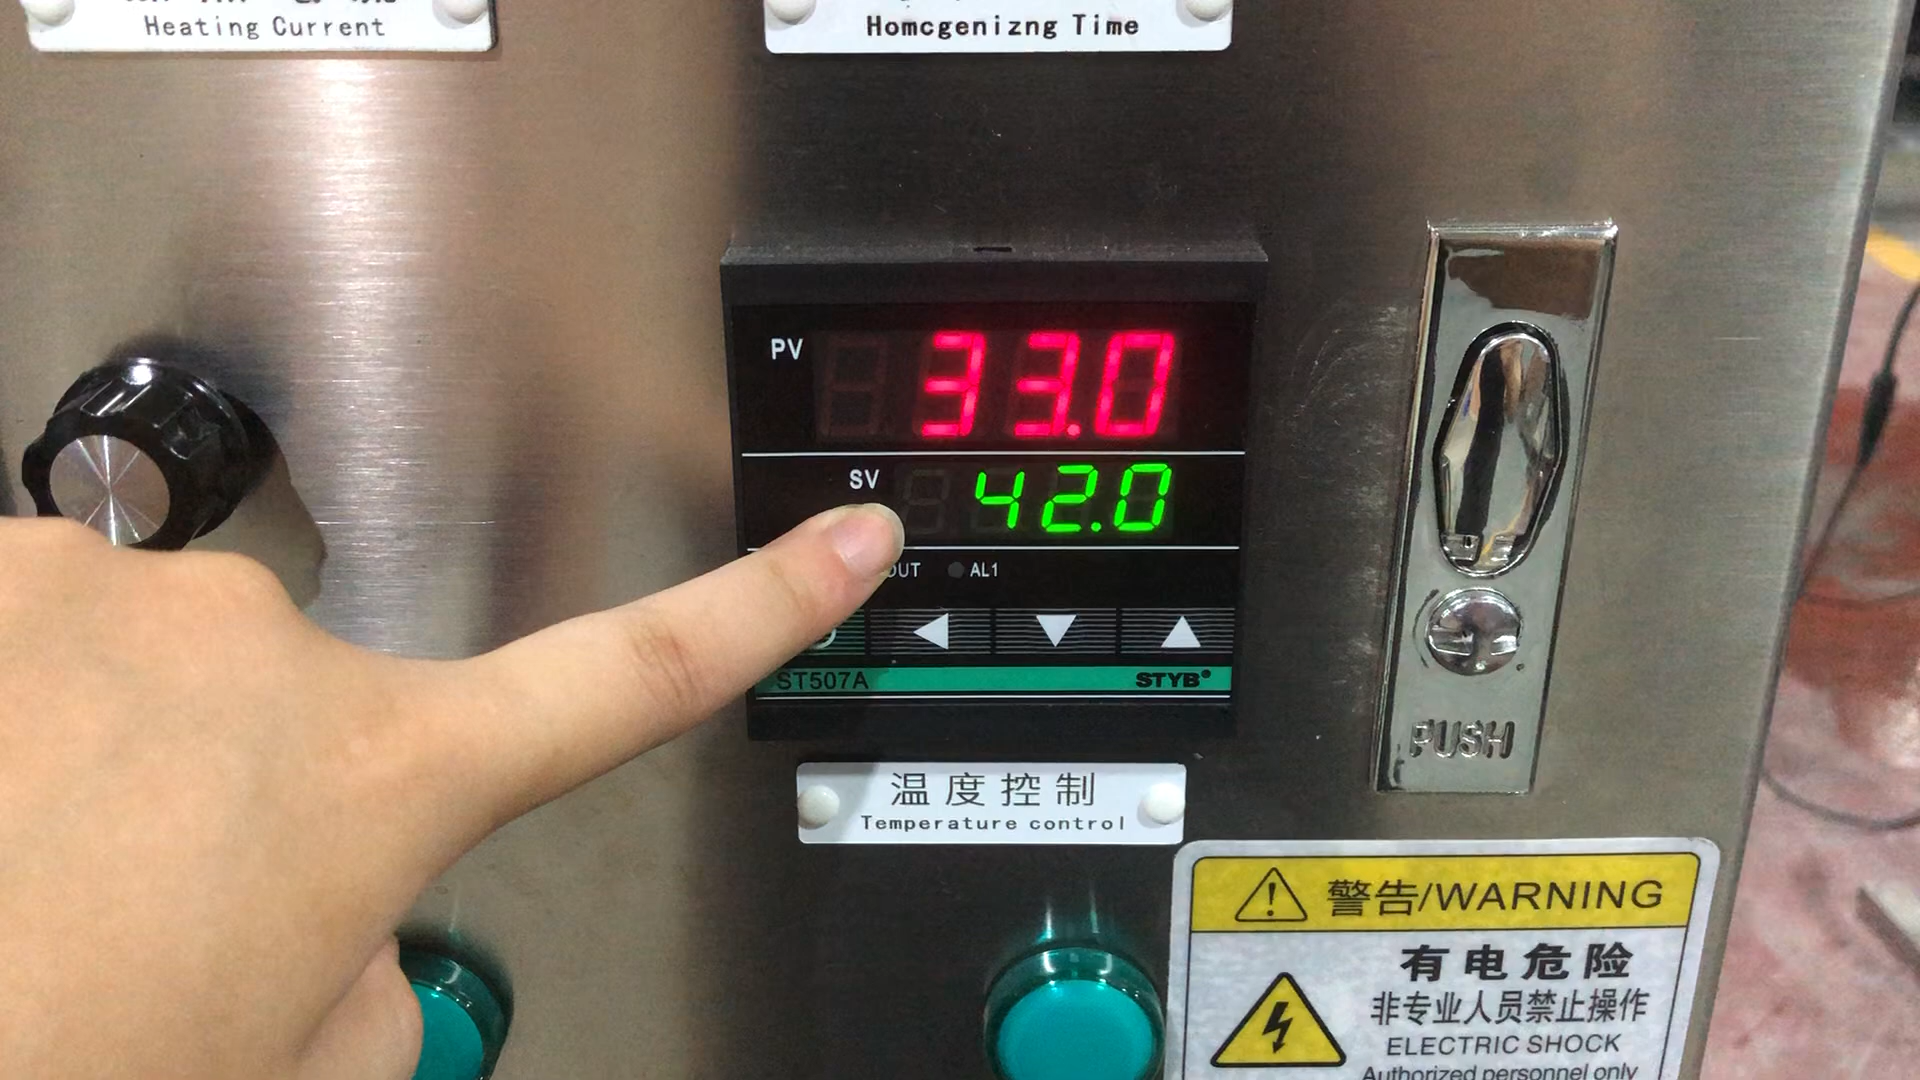 Heating Current
Homcgenizng Time
PV 33.0
SV 42.0
OUT AL1
ST507A STYB®
PUSH
温度控制
Temperature control
警告/WARNING
有电危险
非专业人员禁止操作
ELECTRIC SHOCK
Authorized personnel only